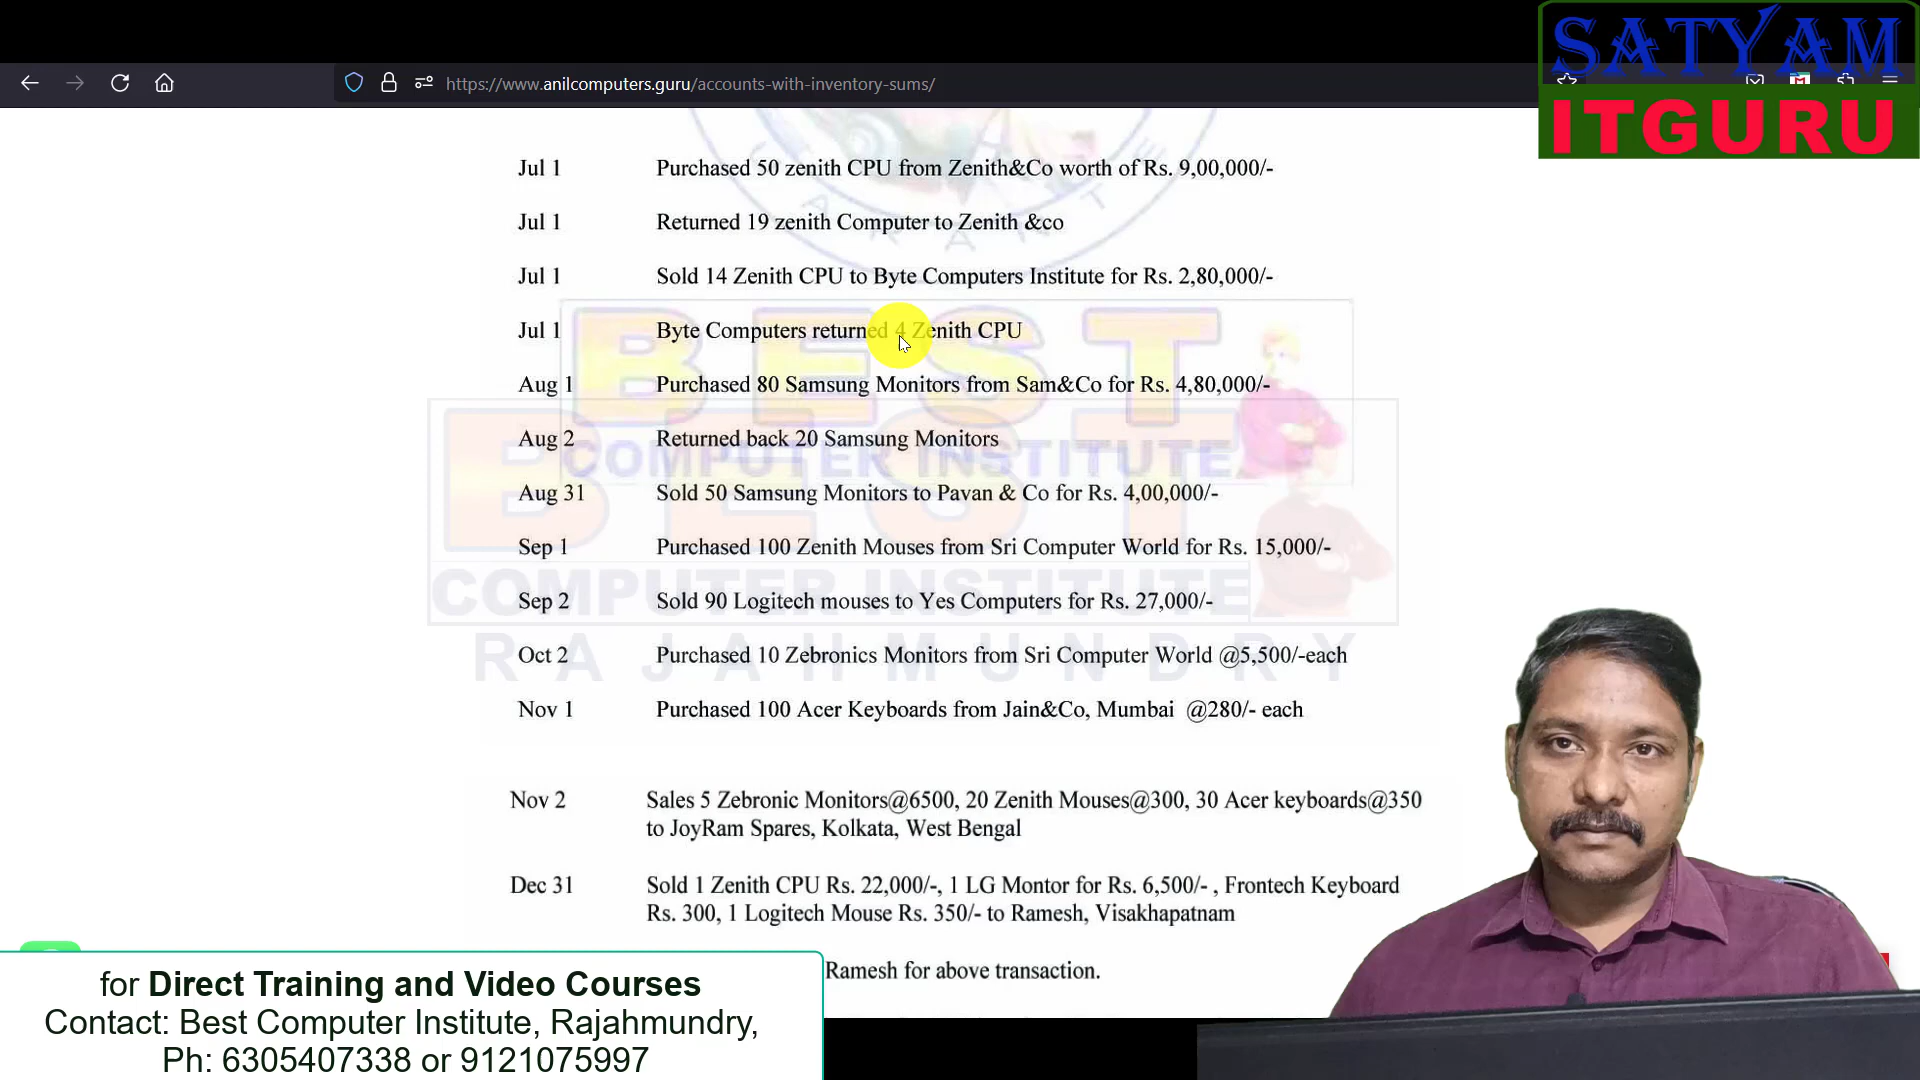 SATYAM
ITGURU
https://www.anilcomputers.guru/accounts-with-inventory-sums/
Jul 1 Purchased 50 zenith CPU from Zenith&Co worth of Rs. 9,00,000/-
Jul 1 Returned 19 zenith Computer to Zenith &co
Jul 1 Sold 14 Zenith CPU to Byte Computers Institute for Rs. 2,80,000/-
Jul 1 Byte Computers returned 4 Zenith CPU
Aug 1 Purchased 80 Samsung Monitors from Sam&Co for Rs. 4,80,000/-
Aug 2 Returned back 20 Samsung Monitors
Aug 31 Sold 50 Samsung Monitors to Pavan & Co for Rs. 4,00,000/-
Sep 1 Purchased 100 Zenith Mouses from Sri Computer World for Rs. 15,000/-
Sep 2 Sold 90 Logitech mouses to Yes Computers for Rs. 27,000/-
Oct 2 Purchased 10 Zebronics Monitors from Sri Computer World @5,500/-each
Nov 1 Purchased 100 Acer Keyboards from Jain&Co, Mumbai @280/- each
Nov 2 Sales 5 Zebronic Monitors@6500, 20 Zenith Mouses@300, 30 Acer keyboards@350
to JoyRam Spares, Kolkata, West Bengal
Dec 31 Sold 1 Zenith CPU Rs. 22,000/-, 1 LG Montor for Rs. 6,500/- , Frontech Keyboard
Rs. 300, 1 Logitech Mouse Rs. 350/- to Ramesh, Visakhapatnam
Ramesh for above transaction.
BEST
COMPUTER INSTITUTE
BEST
COMPUTER INSTITUTE
RAJAHMUNDRY
for Direct Training and Video Courses
Contact: Best Computer Institute, Rajahmundry,
Ph: 6305407338 or 9121075997